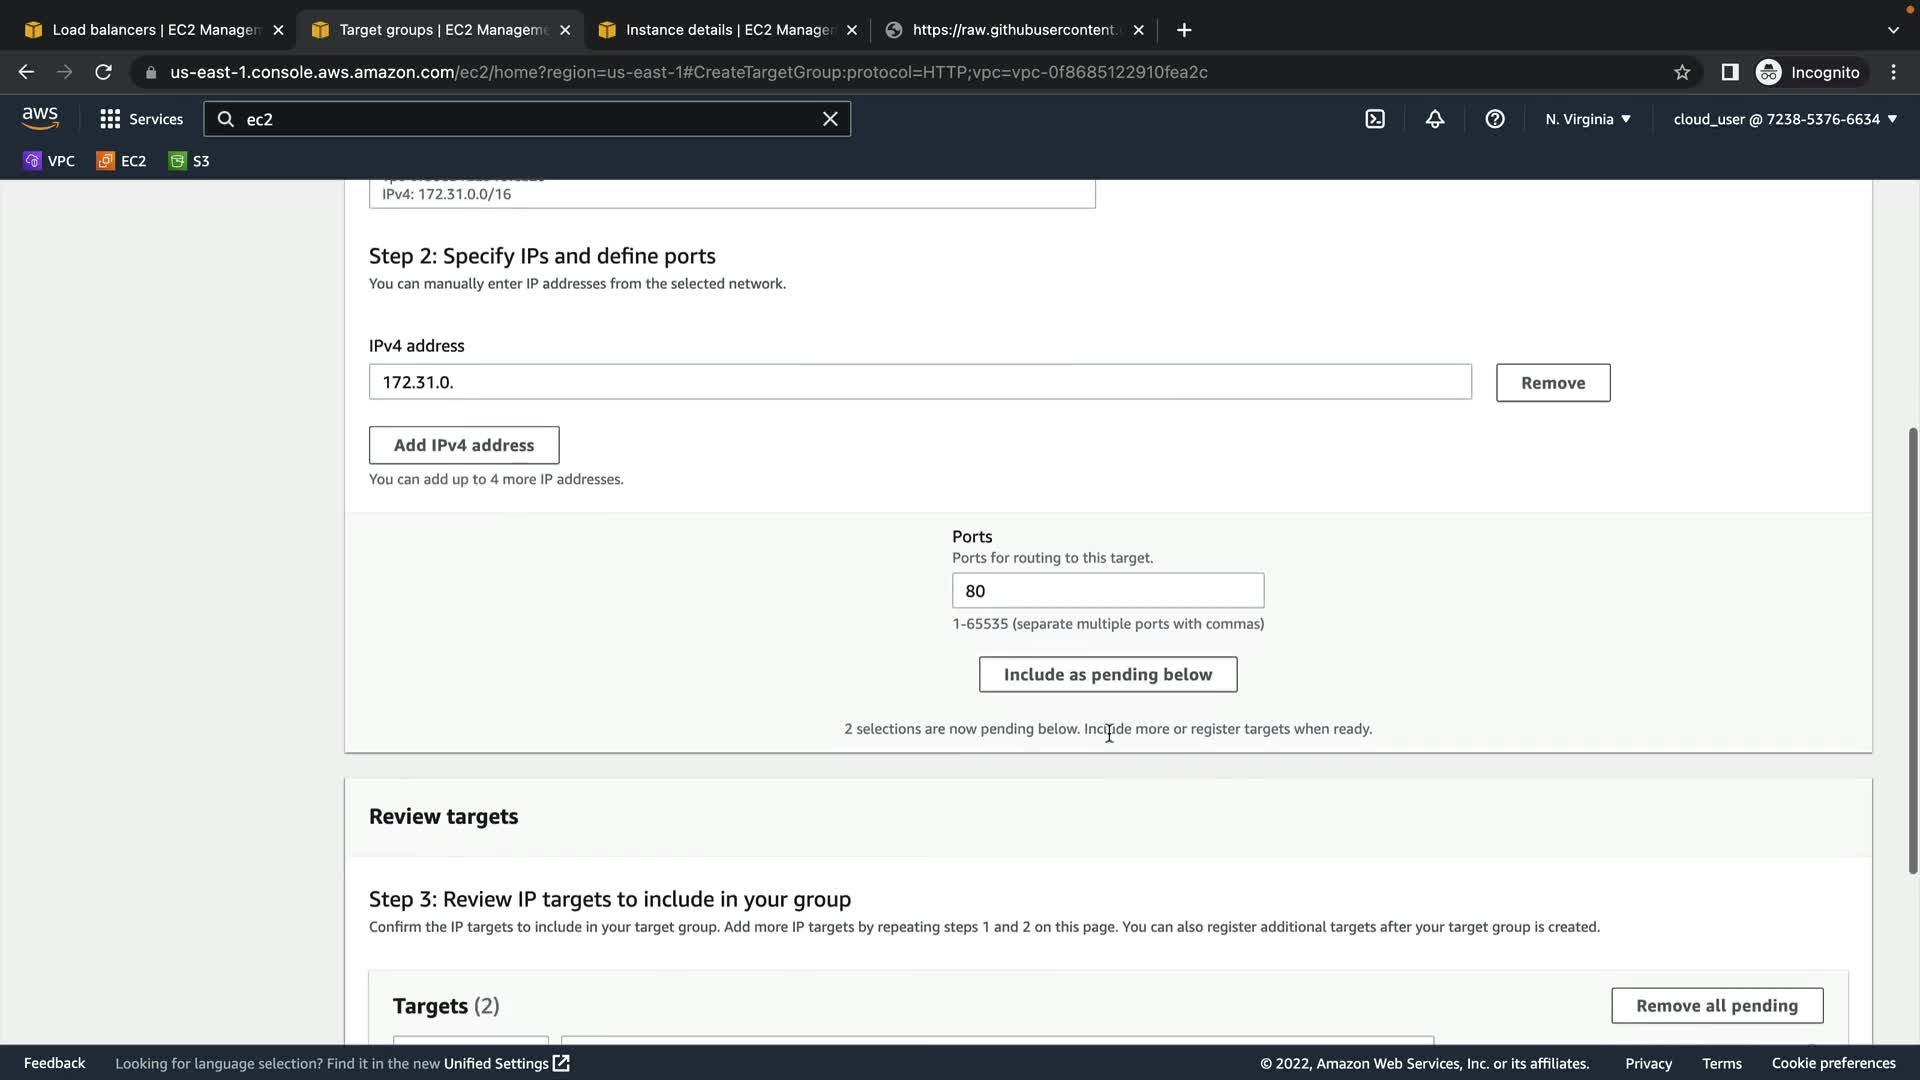 Load balancers | EC2 Managem
Target groups | EC2 Manageme
Instance details | EC2 Manager
https://raw.githubusercontent.
us-east-1.console.aws.amazon.com/ec2/home?region=us-east-1#CreateTargetGroup:protocol=HTTP;vpc=vpc-0f8685122910fea2c
Incognito
aws
Services
ec2
N. Virginia
cloud_user @ 7238-5376-6634
VPC
EC2
S3
IPv4: 172.31.0.0/16
Step 2: Specify IPs and define ports
You can manually enter IP addresses from the selected network.
IPv4 address
172.31.0.
Remove
Add IPv4 address
You can add up to 4 more IP addresses.
Ports
Ports for routing to this target.
80
1-65535 (separate multiple ports with commas)
Include as pending below
2 selections are now pending below. Include more or register targets when ready.
Review targets
Step 3: Review IP targets to include in your group
Confirm the IP targets to include in your target group. Add more IP targets by repeating steps 1 and 2 on this page. You can also register additional targets after your target group is created.
Targets (2)
Remove all pending
Feedback
Looking for language selection? Find it in the new Unified Settings
© 2022, Amazon Web Services, Inc. or its affiliates.
Privacy
Terms
Cookie preferences